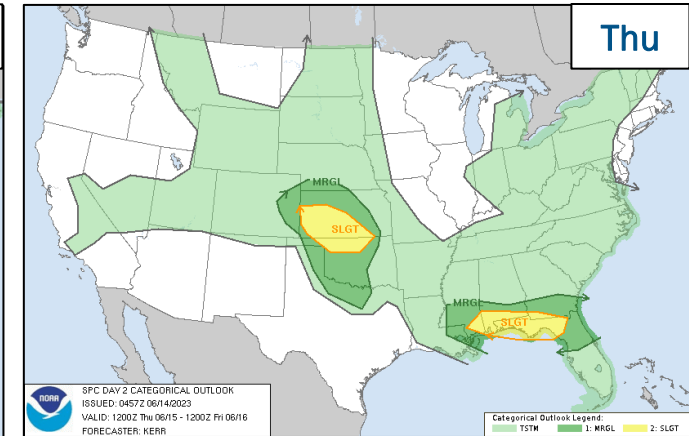 Thu
MRGL
SLGT
MRGL
SLGT
NOAA
SPC DAY 2 CATEGORICAL OUTLOOK
ISSUED: 0457Z 06/14/2023
VALID: 1200Z Thu 06/15 - 1200Z Fri 06/16
FORECASTER: KERR
Categorical Outlook Legend:
TSTM 1: MRGL 2: SLGT